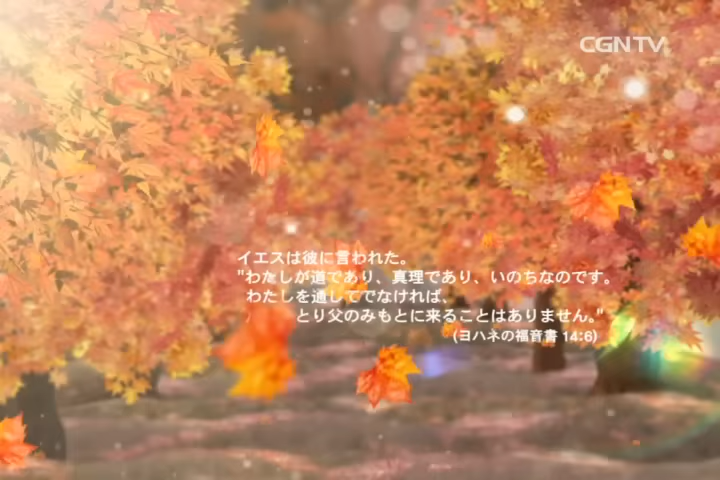 CGNTV
イエスは彼に言われた。
"わたしが道であり、真理であり、いのちなのです。
わたしを通してでなければ、
とり父のみもとに来ることはありません。"
(ヨハネの福音書 14:6)